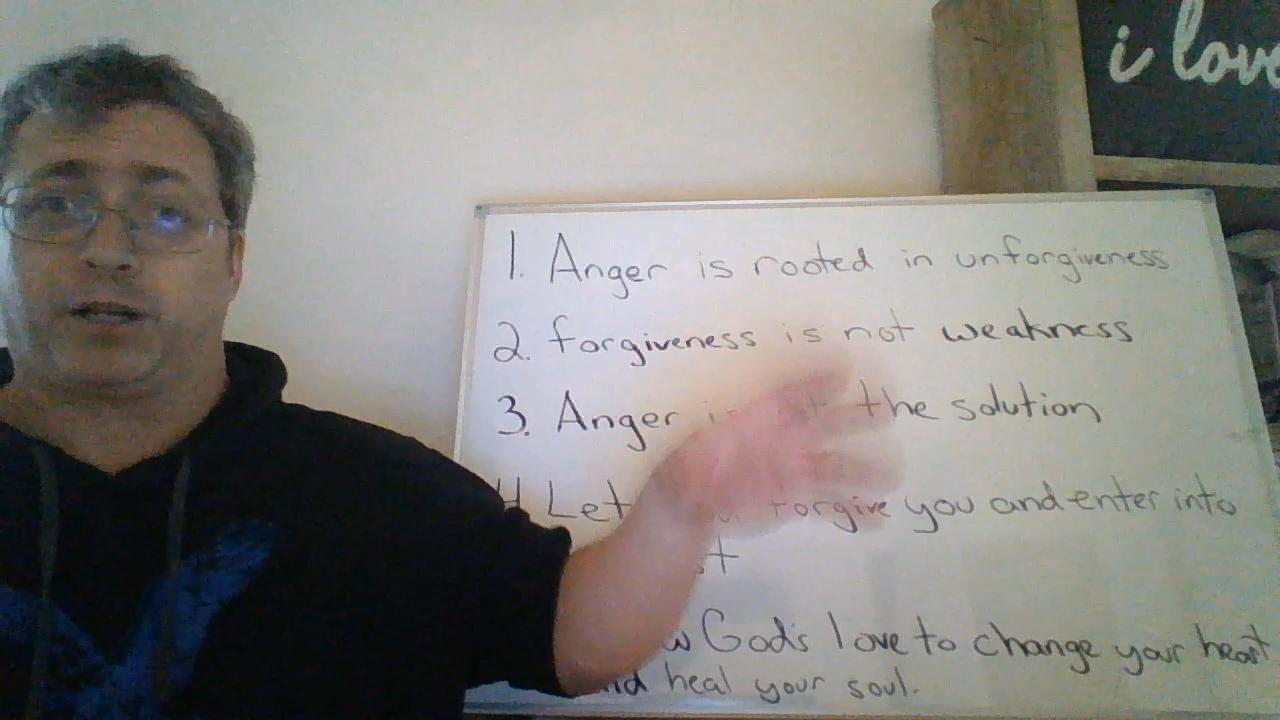 i love
1. Anger is rooted in unforgiveness
2. forgiveness is not weakness
3. Anger the solution
4 Let forgive you and enter into
God's love to change your heart
heal your soul.